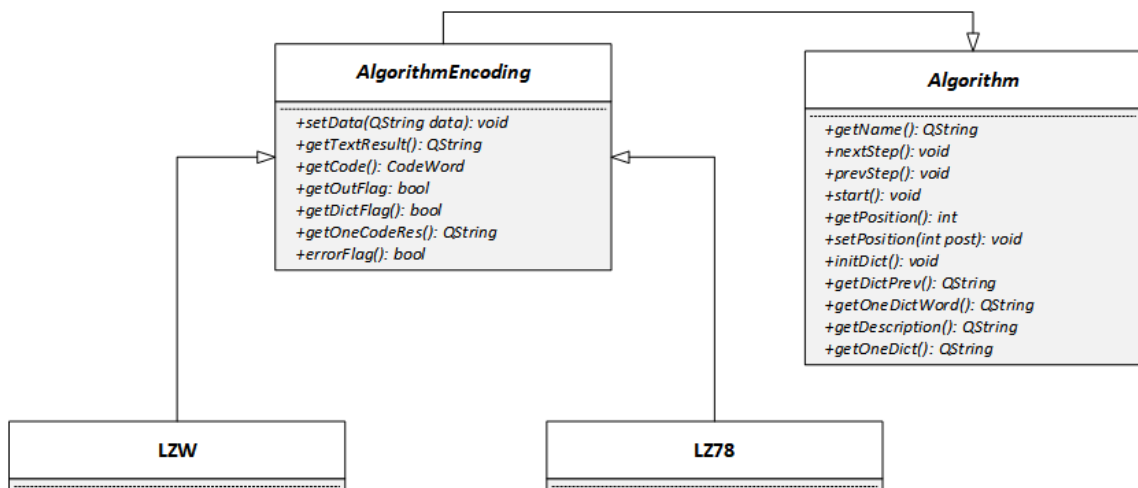 AlgorithmEncoding
+setData(QString data): void
+getTextResult(): QString
+getCode(): CodeWord
+getOutFlag: bool
+getDictFlag(): bool
+getOneCodeRes(): QString
+errorFlag(): bool
Algorithm
+getName(): QString
+nextStep(): void
+prevStep(): void
+start(): void
+getPosition(): int
+setPosition(int post): void
+initDict(): void
+getDictPrev(): QString
+getOneDictWord(): QString
+getDescription(): QString
+getOneDict(): QString
LZW
LZ78